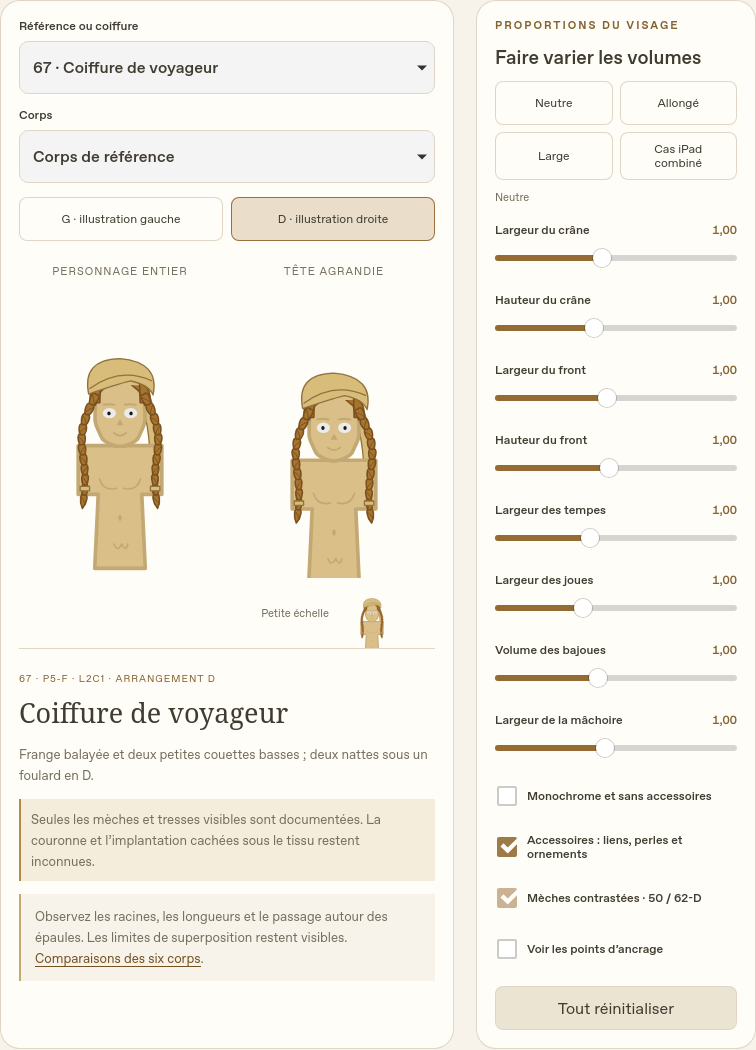 Référence ou coiffure
67 · Coiffure de voyageur
Corps
Corps de référence
G · illustration gauche
D · illustration droite
PERSONNAGE ENTIER
TÊTE AGRANDIE
Petite échelle
67 · P5-F · L2C1 · ARRANGEMENT D
Coiffure de voyageur
Frange balayée et deux petites couettes basses ; deux nattes sous un
foulard en D.
Seules les mèches et tresses visibles sont documentées. La
couronne et l’implantation cachées sous le tissu restent
inconnues.
Observez les racines, les longueurs et le passage autour des
épaules. Les limites de superposition restent visibles.
Comparaisons des six corps.
PROPORTIONS DU VISAGE
Faire varier les volumes
Neutre
Allongé
Large
Cas iPad
combiné
Neutre
Largeur du crâne 1,00
Hauteur du crâne 1,00
Largeur du front 1,00
Hauteur du front 1,00
Largeur des tempes 1,00
Largeur des joues 1,00
Volume des bajoues 1,00
Largeur de la mâchoire 1,00
Monochrome et sans accessoires
Accessoires : liens, perles et
ornements
Mèches contrastées · 50 / 62-D
Voir les points d’ancrage
Tout réinitialiser